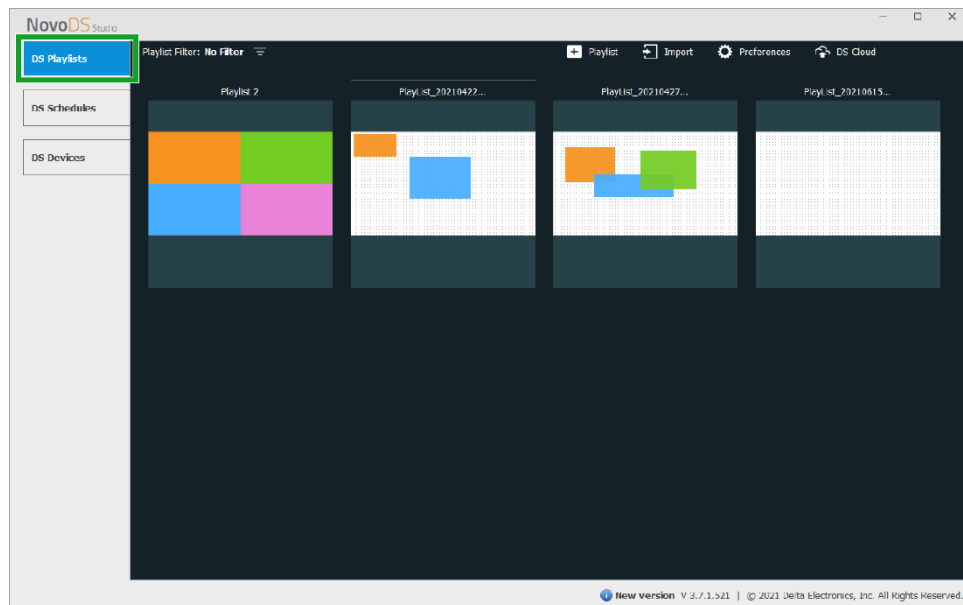 NovoDS Studio
DS Playlists
Playlist Filter: No Filter
Playlist
Import
Preferences
DS Cloud
DS Schedules
DS Devices
Playlist 2
PlayList_20210422...
PlayList_20210427...
PlayList_20210615...
New version V 3.7.1.521 | © 2021 Delta Electronics, Inc. All Rights Reserved.